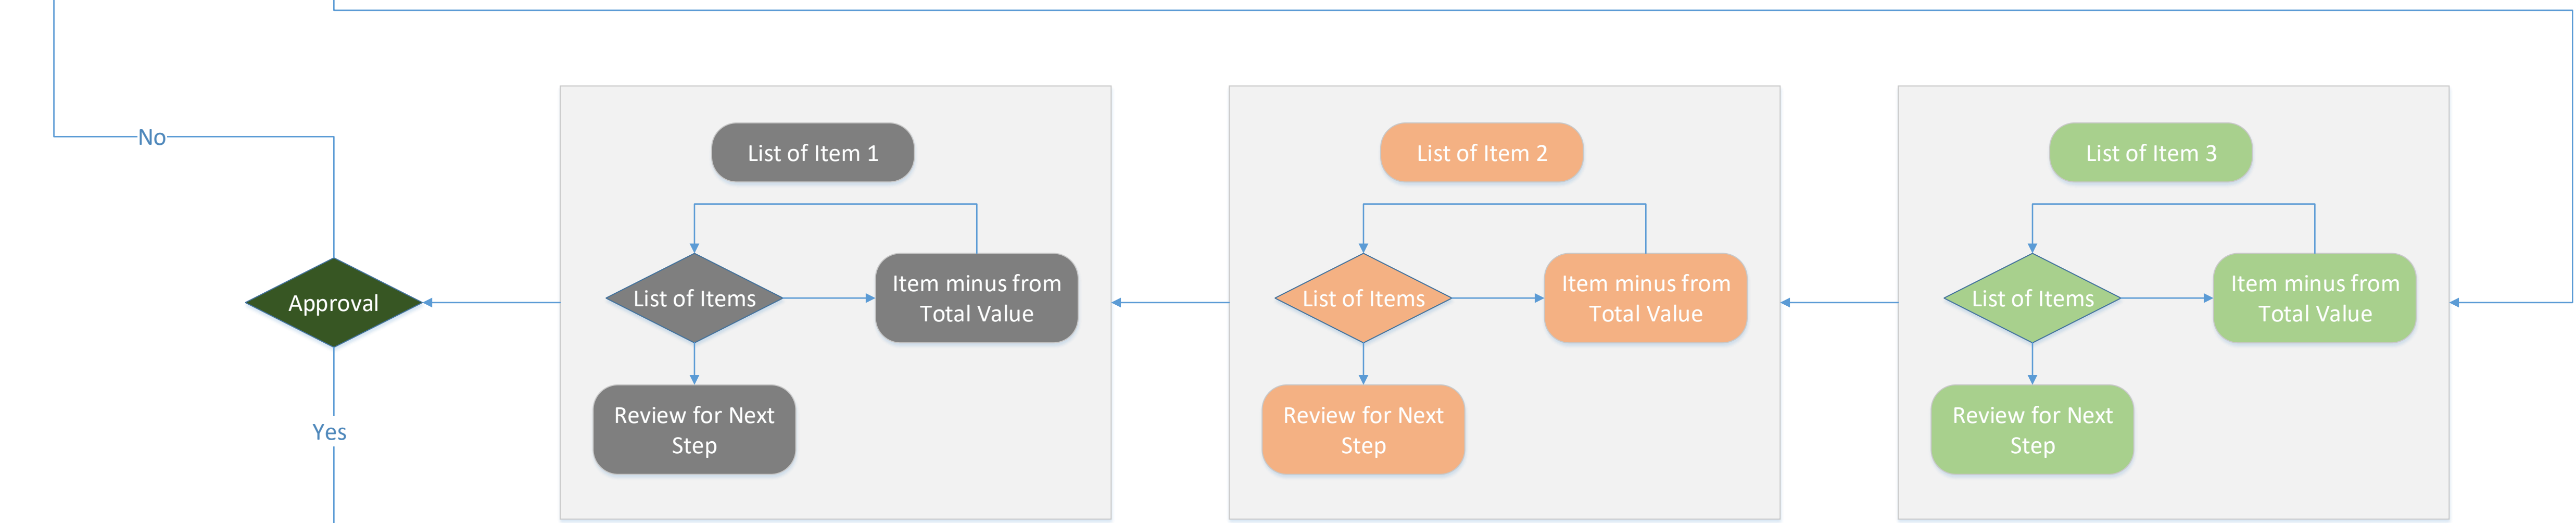 No
Approval
Yes
List of Item 1
List of Items
Item minus from
Total Value
Review for Next
Step
List of Item 2
List of Items
Item minus from
Total Value
Review for Next
Step
List of Item 3
List of Items
Item minus from
Total Value
Review for Next
Step